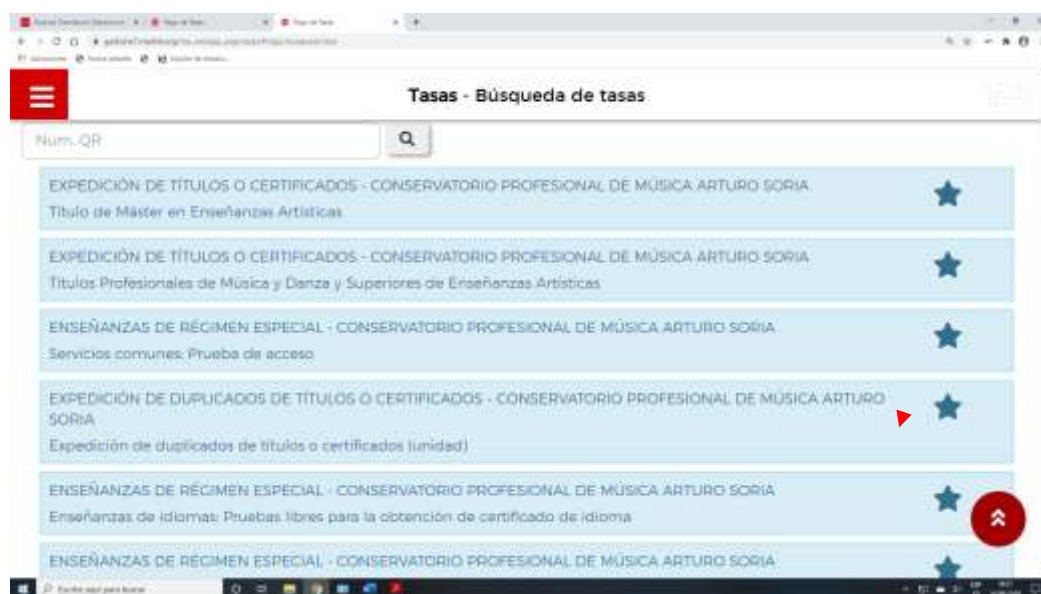 Tasas - Búsqueda de tasas
Num. QR
EXPEDICIÓN DE TÍTULOS O CERTIFICADOS - CONSERVATORIO PROFESIONAL DE MÚSICA ARTURO SORIA
Título de Máster en Enseñanzas Artísticas
EXPEDICIÓN DE TÍTULOS O CERTIFICADOS - CONSERVATORIO PROFESIONAL DE MÚSICA ARTURO SORIA
Títulos Profesionales de Música y Danza y Superiores de Enseñanzas Artísticas
ENSEÑANZAS DE RÉGIMEN ESPECIAL - CONSERVATORIO PROFESIONAL DE MÚSICA ARTURO SORIA
Servicios comunes: Prueba de acceso
EXPEDICIÓN DE DUPLICADOS DE TÍTULOS O CERTIFICADOS - CONSERVATORIO PROFESIONAL DE MÚSICA ARTURO
SORIA
Expedición de duplicados de títulos o certificados (unidad)
ENSEÑANZAS DE RÉGIMEN ESPECIAL - CONSERVATORIO PROFESIONAL DE MÚSICA ARTURO SORIA
Enseñanzas de idiomas: Pruebas libres para la obtención de certificado de idioma
ENSEÑANZAS DE RÉGIMEN ESPECIAL - CONSERVATORIO PROFESIONAL DE MÚSICA ARTURO SORIA
Escribe aquí para buscar